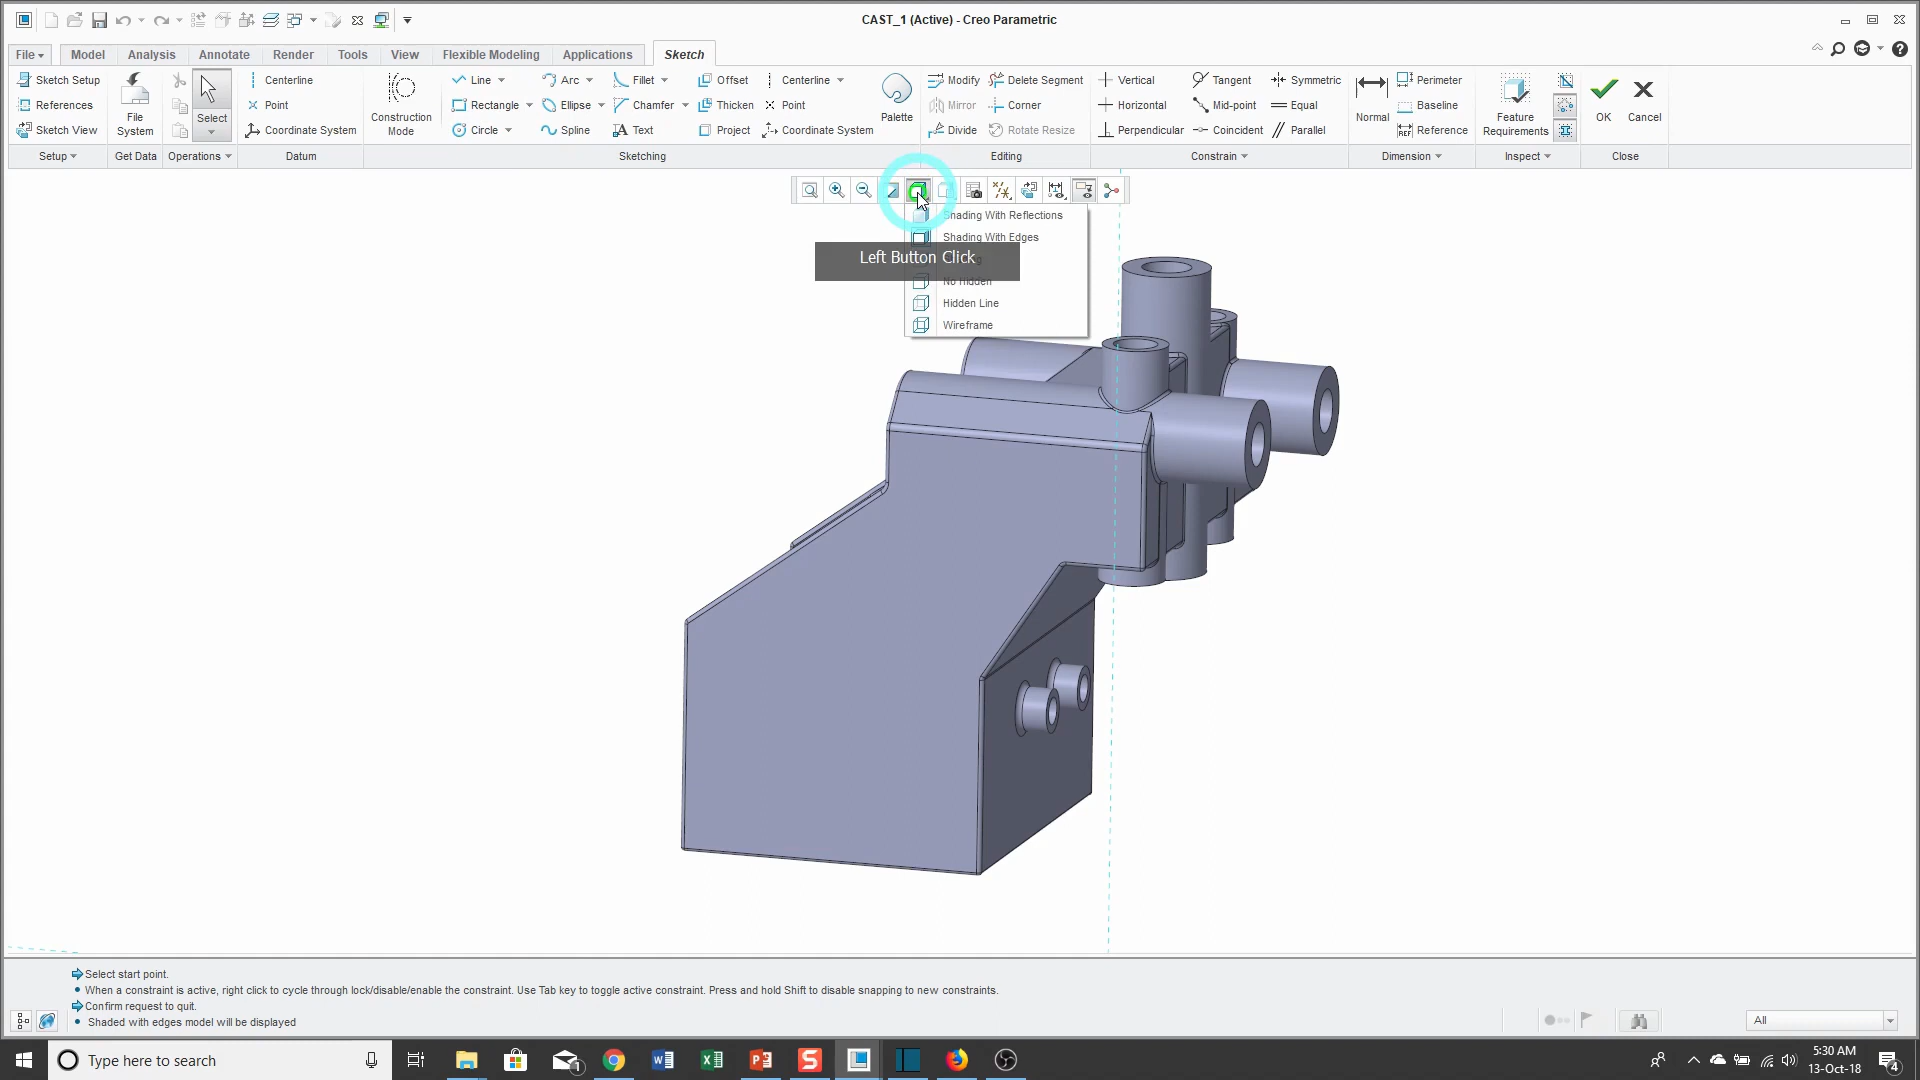 CAST_1 (Active) - Creo Parametric
File Model Analysis Annotate Render Tools View Flexible Modeling Applications Sketch
Sketch Setup
References
Sketch View
Setup
File System
Get Data
Select
Operations
Centerline
Point
Coordinate System
Datum
Construction Mode
Line Arc Fillet Offset Centerline
Rectangle Ellipse Chamfer Thicken Point
Circle Spline Text Project Coordinate System
Palette
Sketching
Modify Delete Segment
Mirror Corner
Divide Rotate Resize
Editing
Vertical Tangent Symmetric
Horizontal Mid-point Equal
Perpendicular Coincident Parallel
Constrain
Normal
Perimeter
Baseline
Reference
Dimension
Feature Requirements
Inspect
OK
Cancel
Close
Shading With Reflections
Shading With Edges
Left Button Click
No Hidden
Hidden Line
Wireframe
Select start point.
When a constraint is active, right click to cycle through lock/disable/enable the constraint. Use Tab key to toggle active constraint. Press and hold Shift to disable snapping to new constraints.
Confirm request to quit.
Shaded with edges model will be displayed
All
Type here to search
1
5:30 AM
13-Oct-18
4